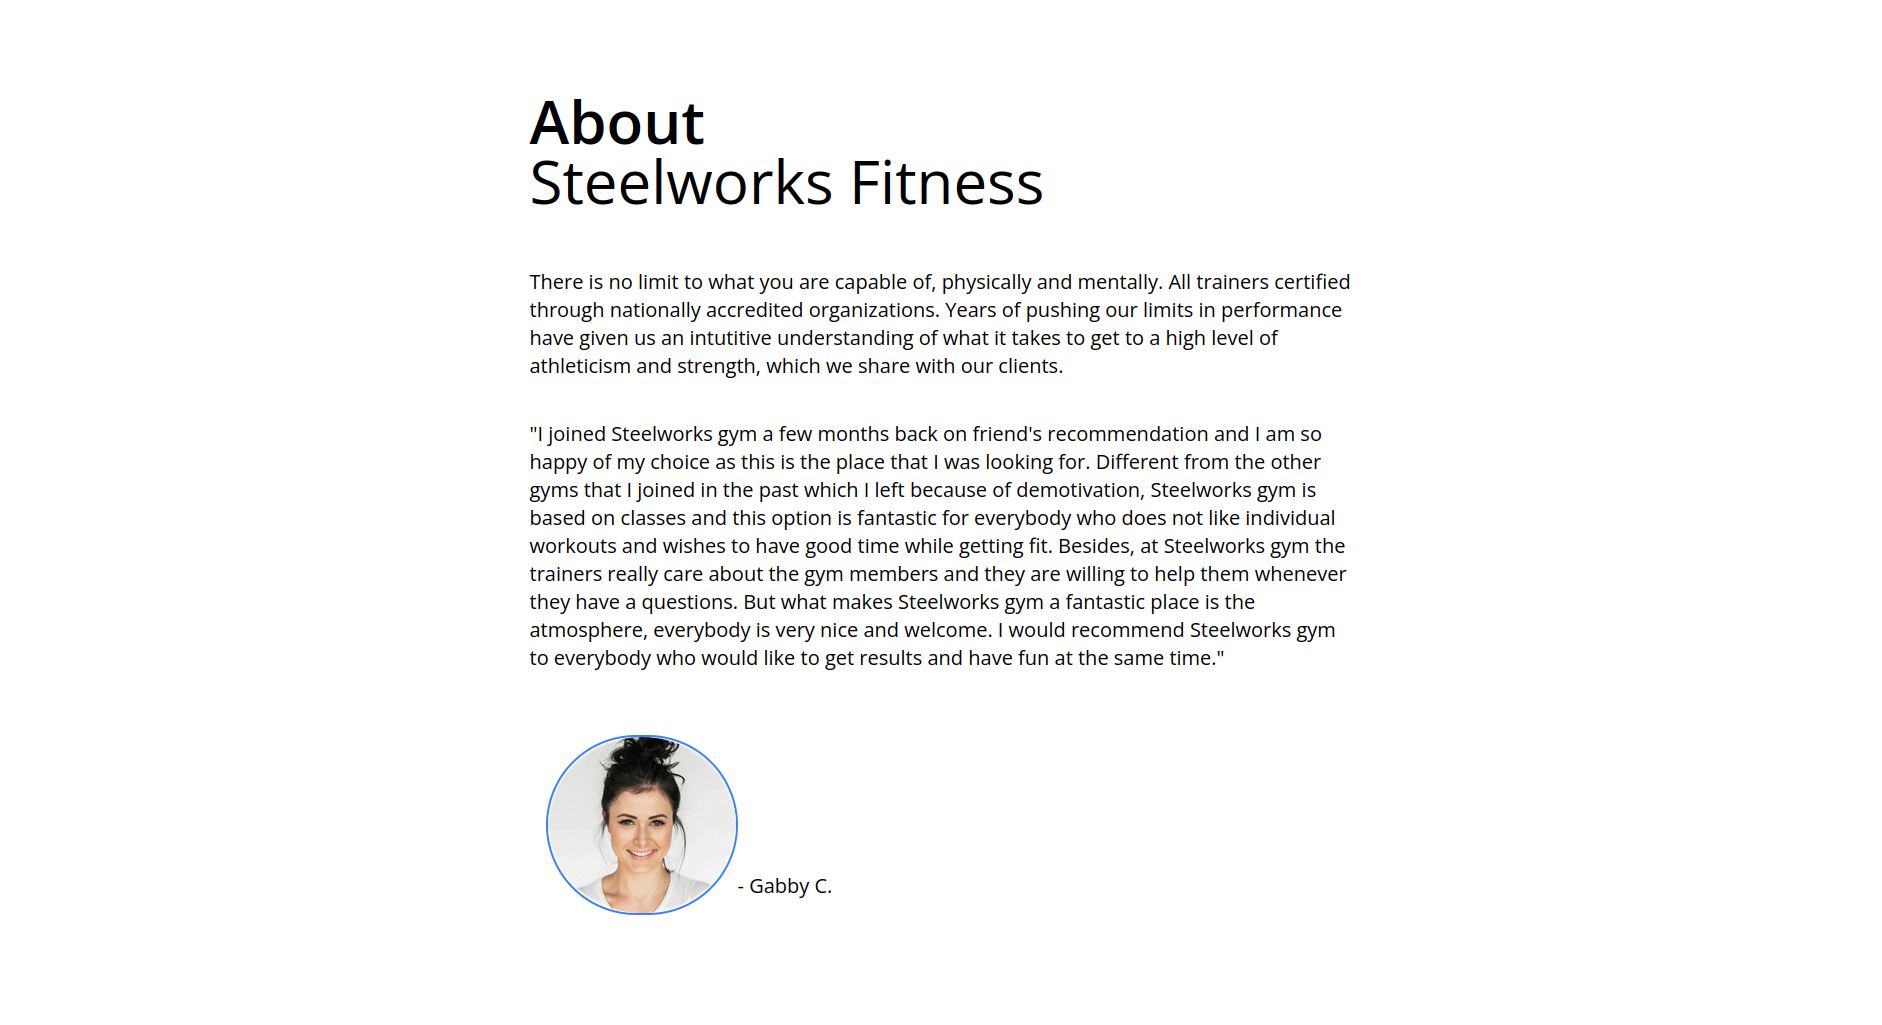 About
Steelworks Fitness
There is no limit to what you are capable of, physically and mentally. All trainers certified
through nationally accredited organizations. Years of pushing our limits in performance
have given us an intutitive understanding of what it takes to get to a high level of
athleticism and strength, which we share with our clients.
"I joined Steelworks gym a few months back on friend's recommendation and I am so
happy of my choice as this is the place that I was looking for. Different from the other
gyms that I joined in the past which I left because of demotivation, Steelworks gym is
based on classes and this option is fantastic for everybody who does not like individual
workouts and wishes to have good time while getting fit. Besides, at Steelworks gym the
trainers really care about the gym members and they are willing to help them whenever
they have a questions. But what makes Steelworks gym a fantastic place is the
atmosphere, everybody is very nice and welcome. I would recommend Steelworks gym
to everybody who would like to get results and have fun at the same time."
- Gabby C.